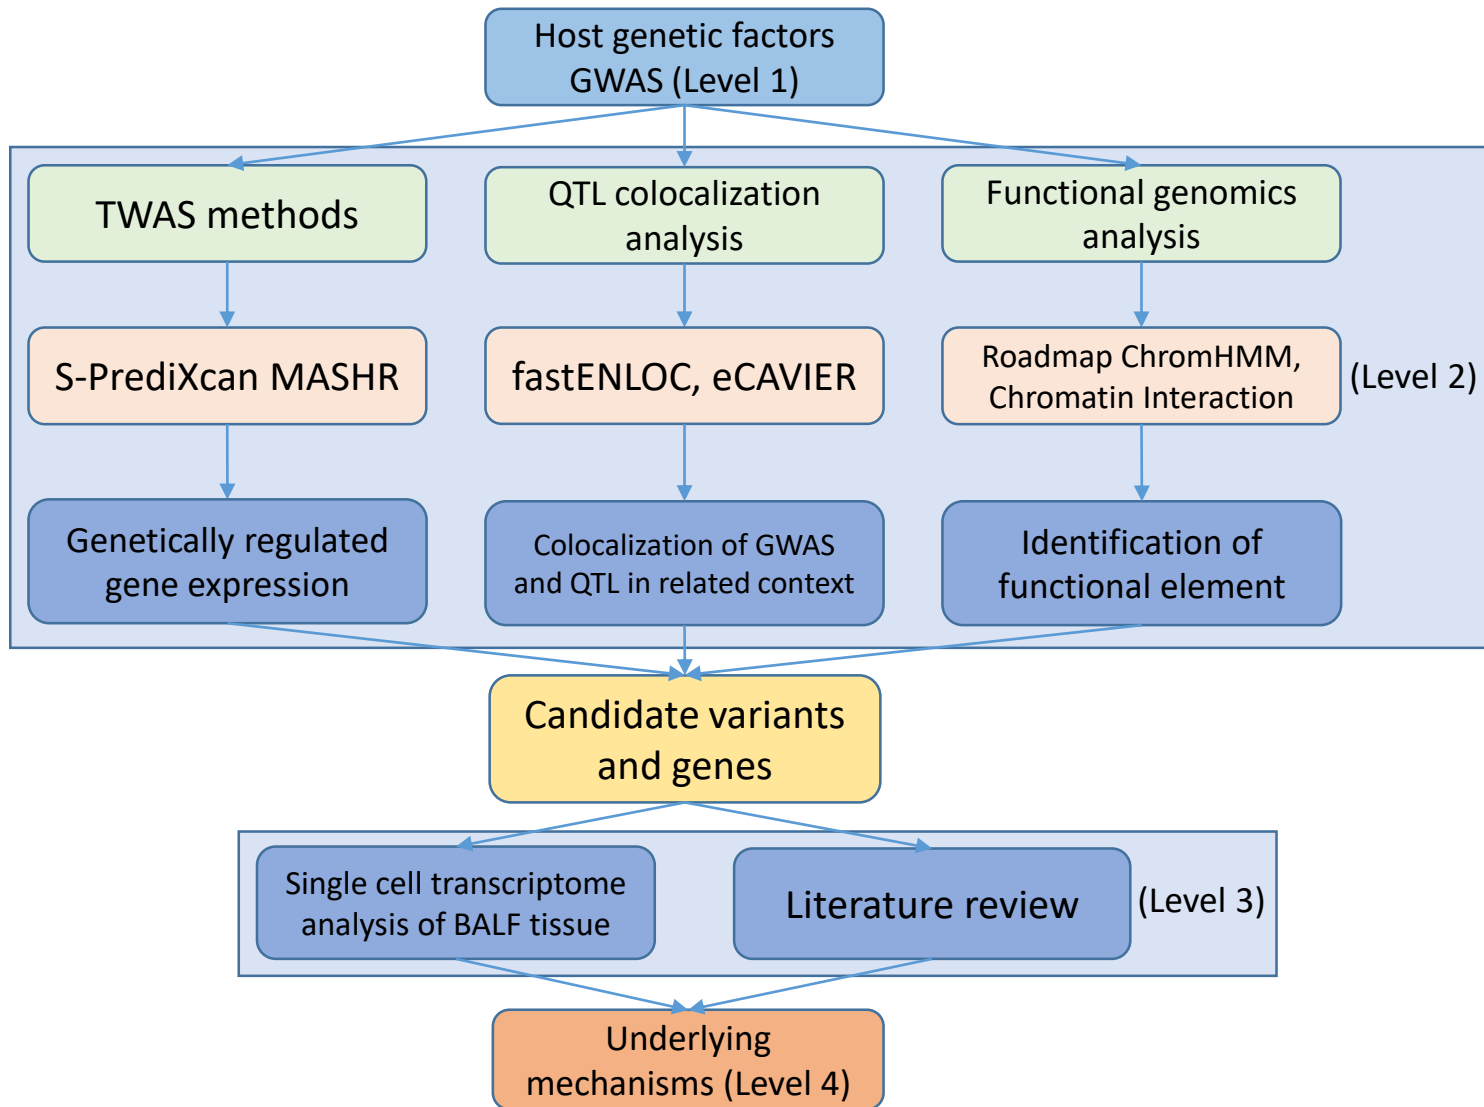 Host genetic factors
GWAS (Level 1)
TWAS methods
QTL colocalization
analysis
Functional genomics
analysis
S-PrediXcan MASHR
fastENLOC, eCAVIER
Roadmap ChromHMM,
Chromatin Interaction
(Level 2)
Genetically regulated
gene expression
Colocalization of GWAS
and QTL in related context
Identification of
functional element
Candidate variants
and genes
Single cell transcriptome
analysis of BALF tissue
Literature review
(Level 3)
Underlying
mechanisms (Level 4)